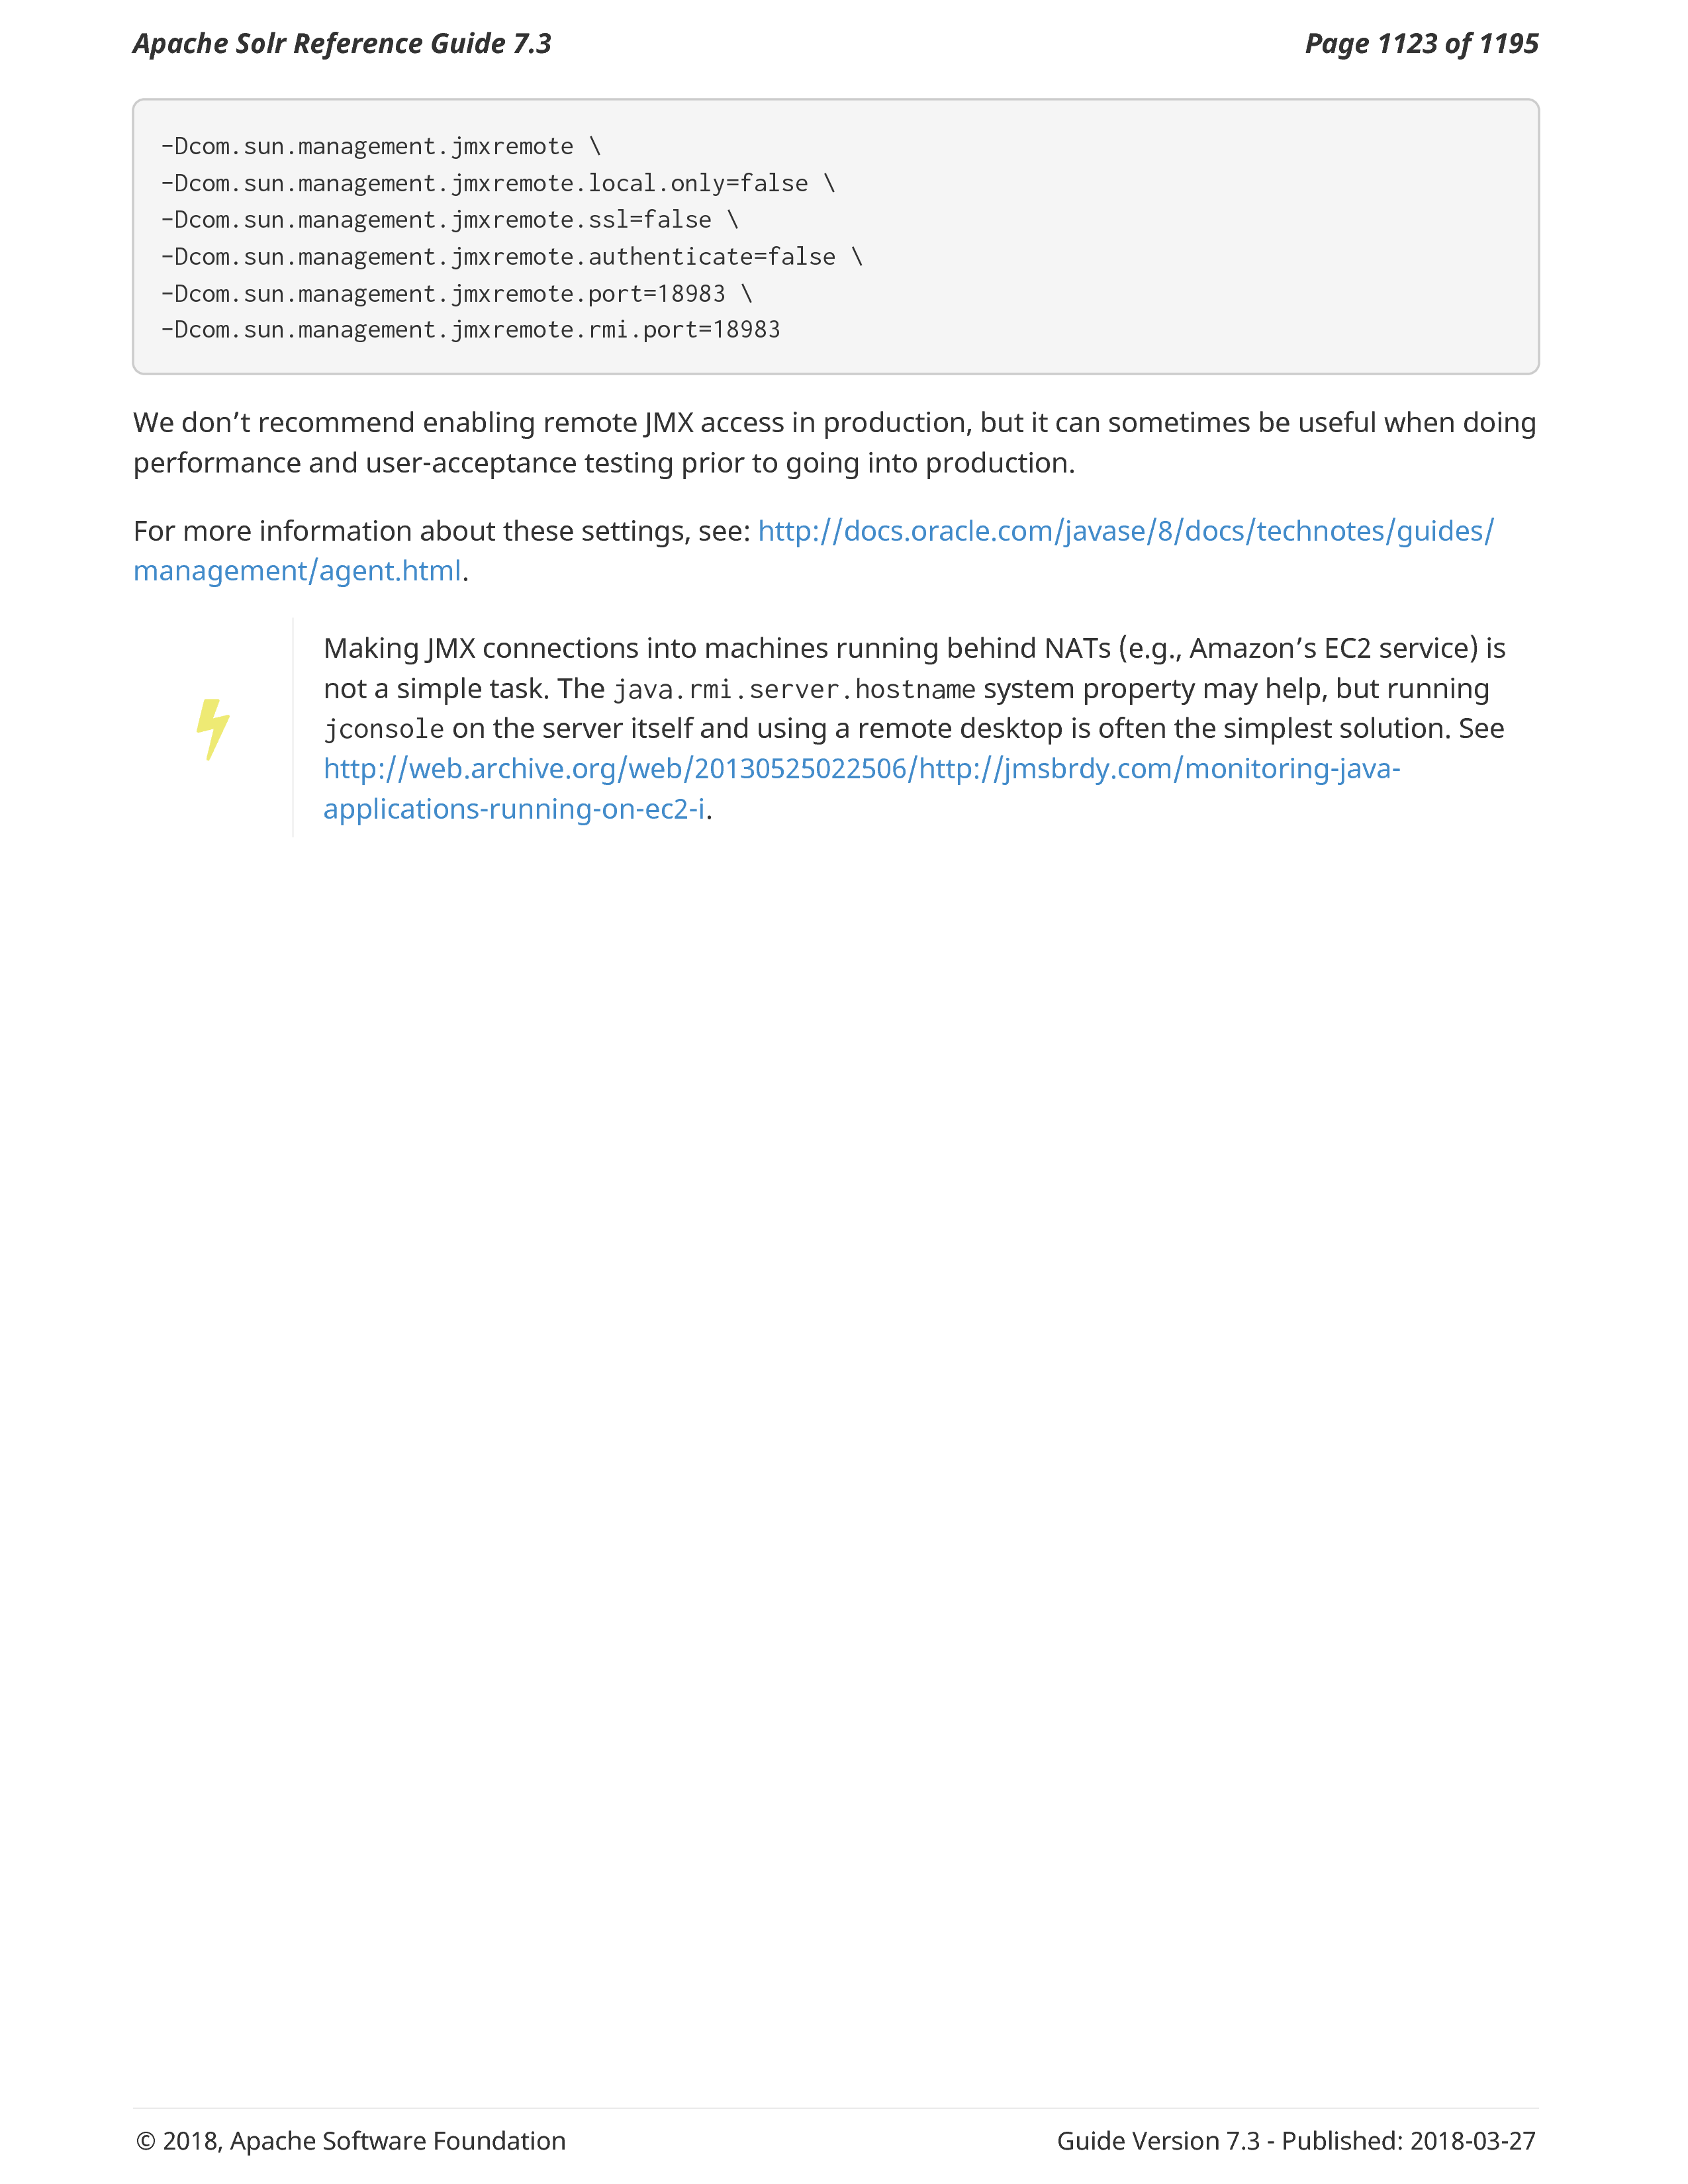 Apache Solr Reference Guide 7.3
Page 1123 of 1195
-Dcom.sun.management.jmxremote \
-Dcom.sun.management.jmxremote.local.only=false \
-Dcom.sun.management.jmxremote.ssl=false \
-Dcom.sun.management.jmxremote.authenticate=false \
-Dcom.sun.management.jmxremote.port=18983 \
-Dcom.sun.management.jmxremote.rmi.port=18983
We don’t recommend enabling remote JMX access in production, but it can sometimes be useful when doing
performance and user-acceptance testing prior to going into production.
For more information about these settings, see: http://docs.oracle.com/javase/8/docs/technotes/guides/
management/agent.html.
Making JMX connections into machines running behind NATs (e.g., Amazon’s EC2 service) is
not a simple task. The java.rmi.server.hostname system property may help, but running
jconsole on the server itself and using a remote desktop is often the simplest solution. See
http://web.archive.org/web/20130525022506/http://jmsbrdy.com/monitoring-java-
applications-running-on-ec2-i.
© 2018, Apache Software Foundation
Guide Version 7.3 - Published: 2018-03-27